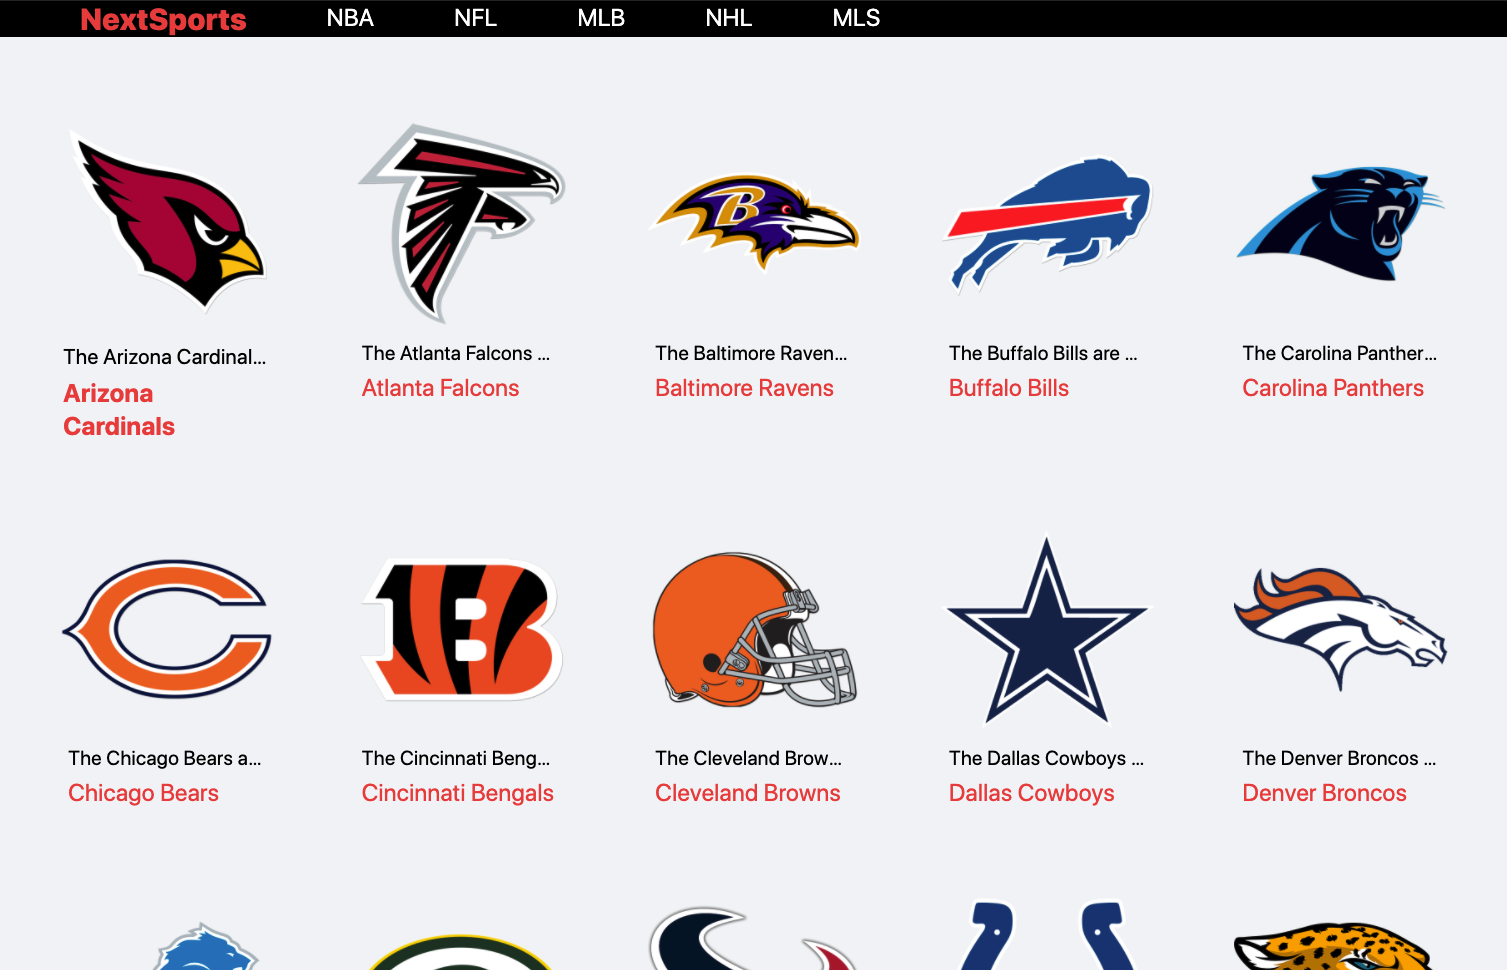 NextSports NBA NFL MLB NHL MLS
B
The Arizona Cardinal... The Atlanta Falcons ... The Baltimore Raven... The Buffalo Bills are ... The Carolina Panther...
Arizona Atlanta Falcons Baltimore Ravens Buffalo Bills Carolina Panthers
Cardinals
The Chicago Bears a... The Cincinnati Beng... The Cleveland Brow... The Dallas Cowboys ... The Denver Broncos ...
Chicago Bears Cincinnati Bengals Cleveland Browns Dallas Cowboys Denver Broncos